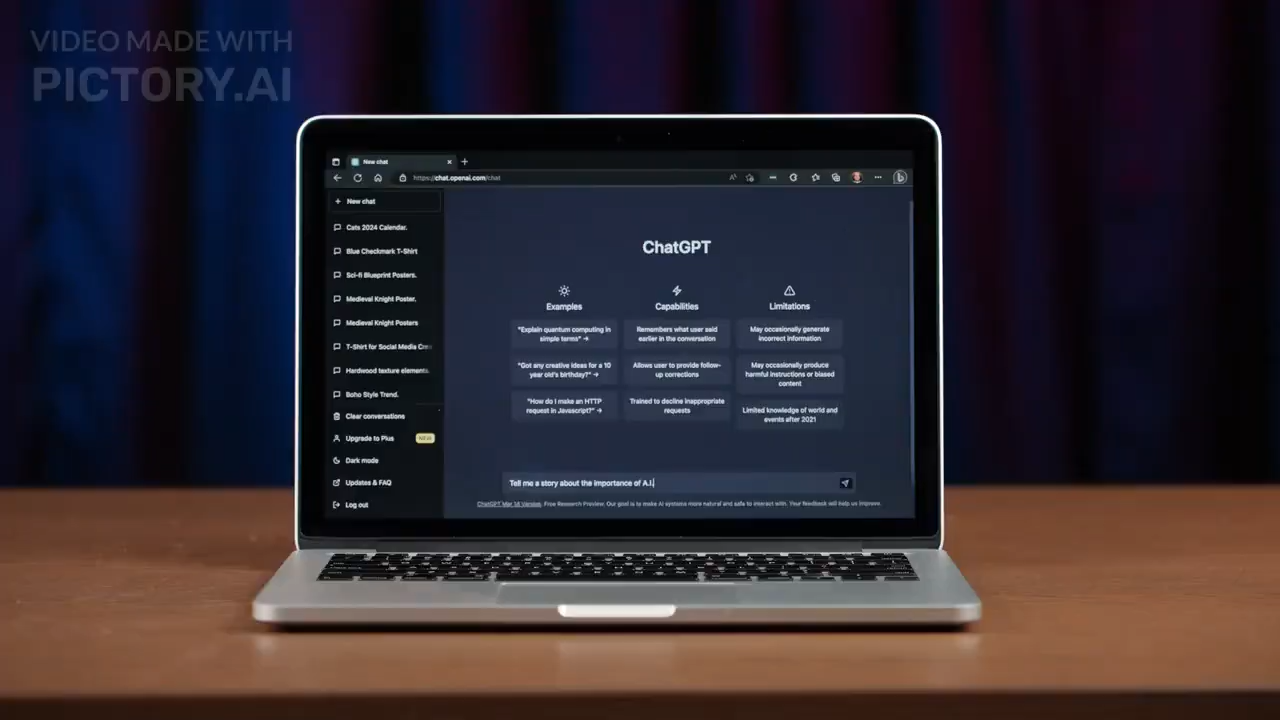 VIDEO MADE WITH
PICTORY.AI
New chat
https://chat.openai.com/chat
New chat
Cats 2024 Calendar.
Blue Checkmark T-Shirt
Sci-fi Blueprint Posters.
Medieval Knight Poster.
Medieval Knight Posters
T-Shirt for Social Media Cre
Hardwood texture elements.
Boho Style Trend.
Clear conversations
Upgrade to Plus
Dark mode
Updates & FAQ
Log out
ChatGPT
Examples
"Explain quantum computing in
simple terms" →
"Got any creative ideas for a 10
year old's birthday?" →
"How do I make an HTTP
request in Javascript?" →
Capabilities
Remembers what user said
earlier in the conversation
Allows user to provide follow-
up corrections
Trained to decline inappropriate
requests
Limitations
May occasionally generate
incorrect information
May occasionally produce
harmful instructions or biased
content
Limited knowledge of world and
events after 2021
Tell me a story about the importance of A.I.
ChatGPT Mar 14 Version. Free Research Preview. Our goal is to make AI systems more natural and safe to interact with. Your feedback will help us improve.